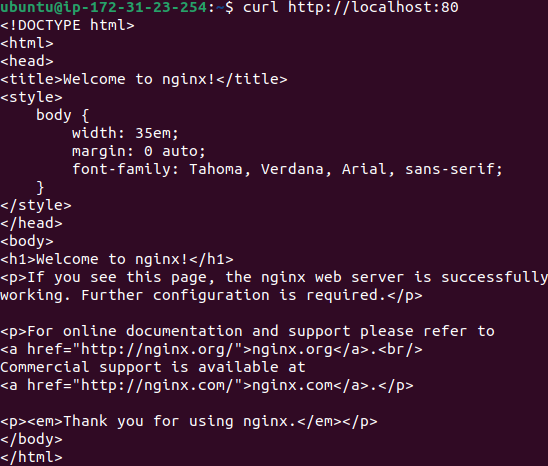 ubuntu@ip-172-31-23-254:~$ curl http://localhost:80
<!DOCTYPE html>
<html>
<head>
<title>Welcome to nginx!</title>
<style>
    body {
        width: 35em;
        margin: 0 auto;
        font-family: Tahoma, Verdana, Arial, sans-serif;
    }
</style>
</head>
<body>
<h1>Welcome to nginx!</h1>
<p>If you see this page, the nginx web server is successfully
working. Further configuration is required.</p>

<p>For online documentation and support please refer to
<a href="http://nginx.org/">nginx.org</a>.<br/>
Commercial support is available at
<a href="http://nginx.com/">nginx.com</a>.</p>

<p><em>Thank you for using nginx.</em></p>
</body>
</html>